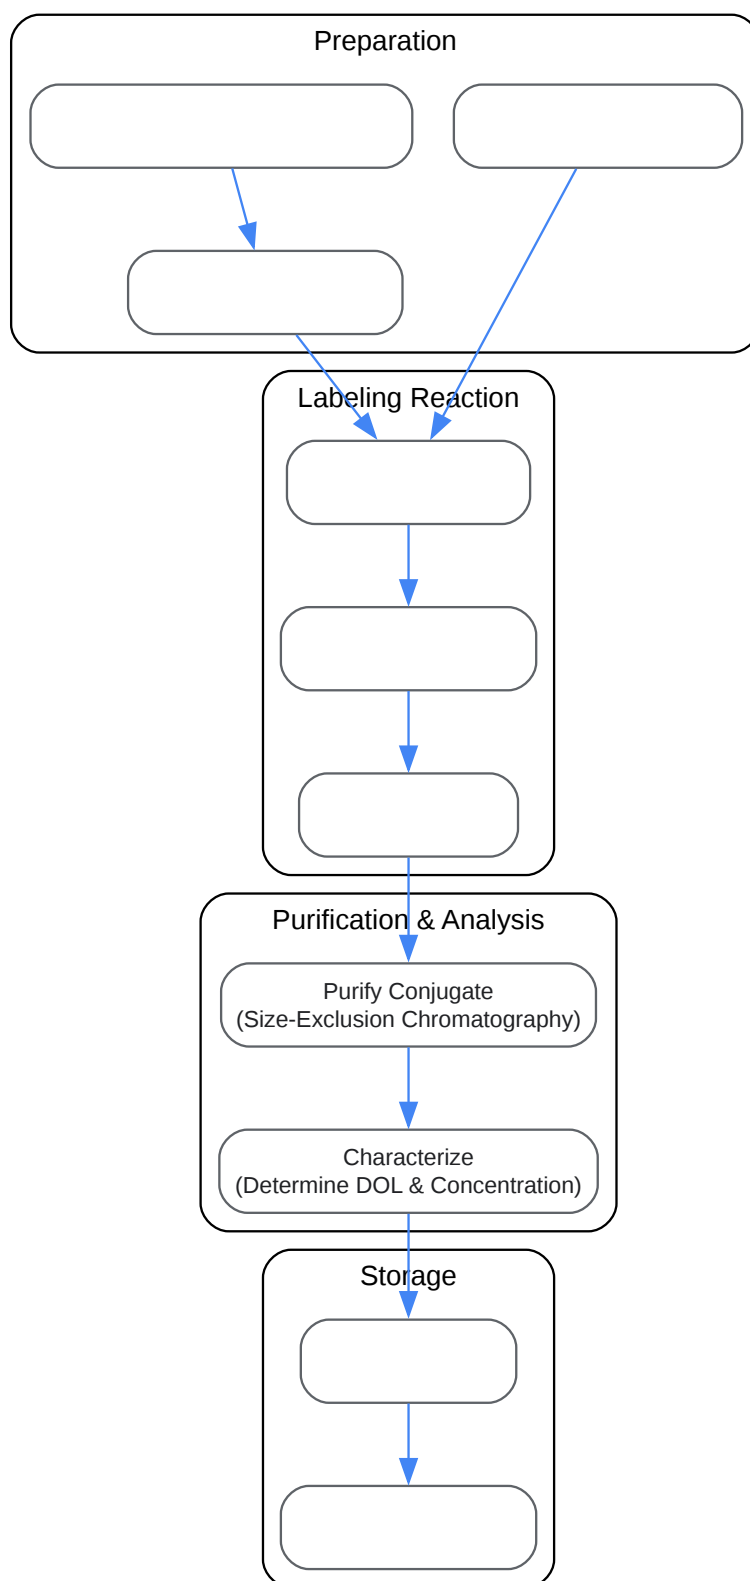 Preparation
Labeling Reaction
Purification & Analysis
Purify Conjugate
(Size-Exclusion Chromatography)
Characterize
(Determine DOL & Concentration)
Storage